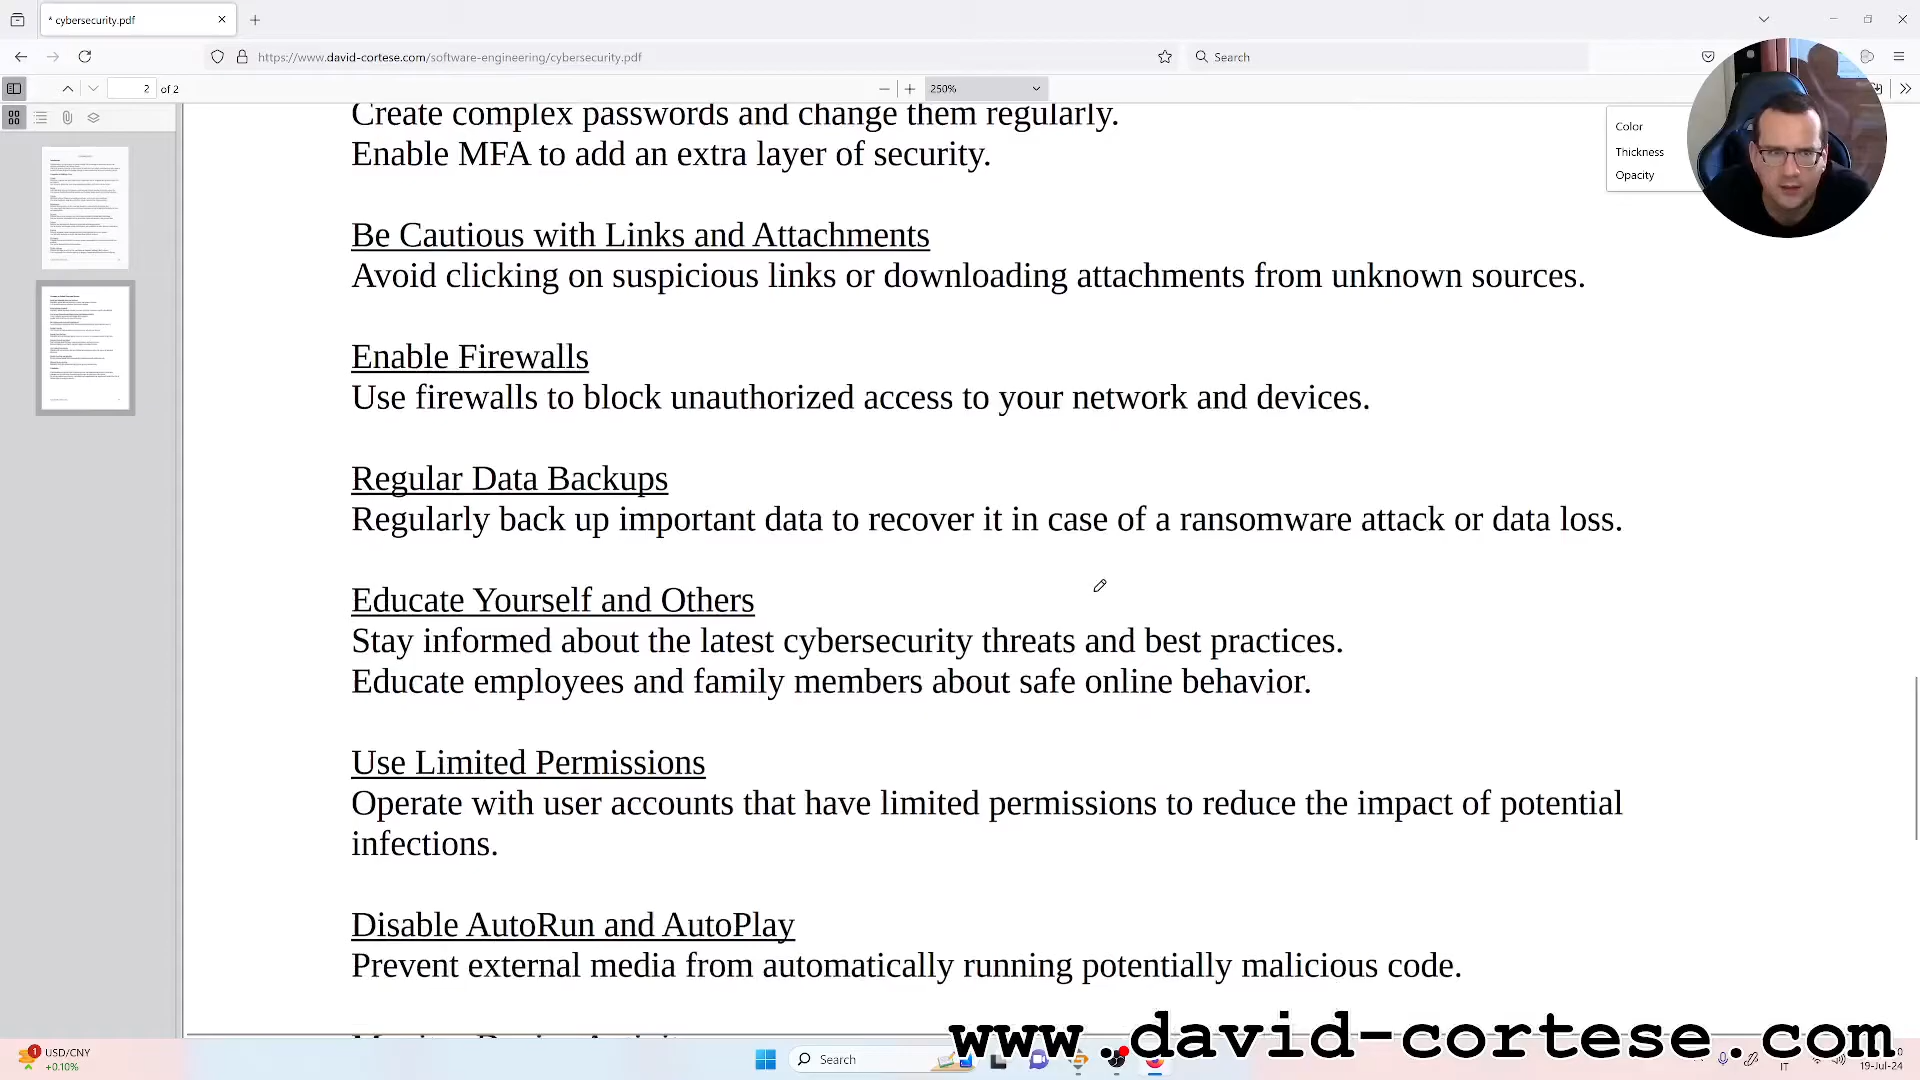 * cybersecurity.pdf
https://www.david-cortese.com/software-engineering/cybersecurity.pdf
Search
2 of 2
250%
Color
Thickness
Opacity
Create complex passwords and change them regularly.
Enable MFA to add an extra layer of security.
Be Cautious with Links and Attachments
Avoid clicking on suspicious links or downloading attachments from unknown sources.
Enable Firewalls
Use firewalls to block unauthorized access to your network and devices.
Regular Data Backups
Regularly back up important data to recover it in case of a ransomware attack or data loss.
Educate Yourself and Others
Stay informed about the latest cybersecurity threats and best practices.
Educate employees and family members about safe online behavior.
Use Limited Permissions
Operate with user accounts that have limited permissions to reduce the impact of potential
infections.
Disable AutoRun and AutoPlay
Prevent external media from automatically running potentially malicious code.
www.david-cortese.com
1
USD/CNY
+0.10%
Search
IT
19-Jul-24